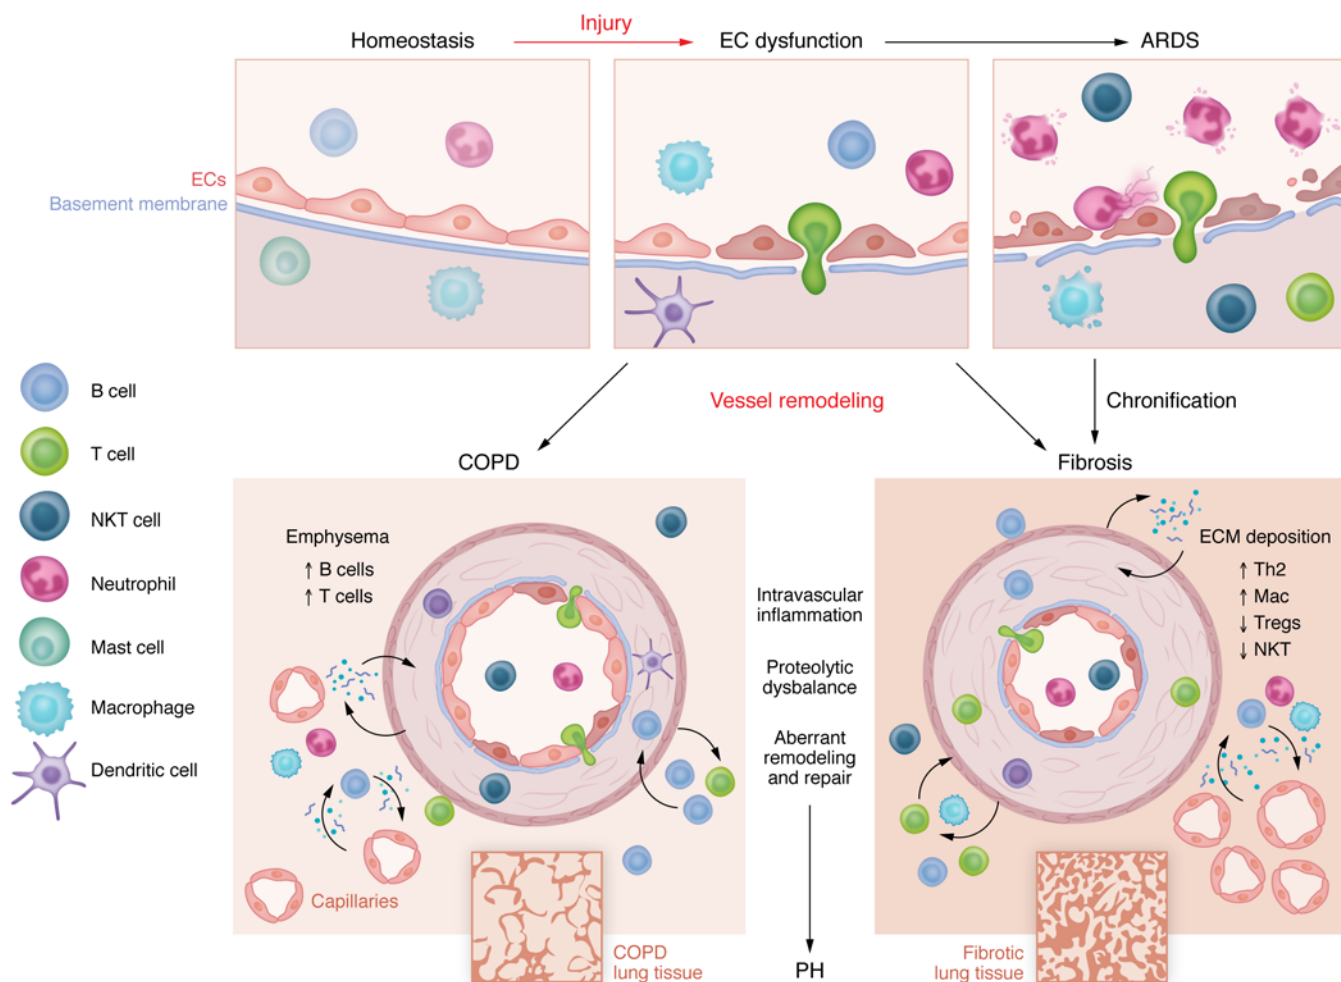 Injury
Homeostasis
EC dysfunction
ARDS
ECs
Basement membrane
B cell
T cell
NKT cell
Neutrophil
Mast cell
Macrophage
Dendritic cell
Vessel remodeling
Chronification
COPD
Fibrosis
Emphysema
↑ B cells
↑ T cells
Capillaries
COPD
lung tissue
Intravascular
inflammation
Proteolytic
dysbalance
Aberrant
remodeling
and repair
PH
ECM deposition
↑ Th2
↑ Mac
↓ Tregs
↓ NKT
Fibrotic
lung tissue